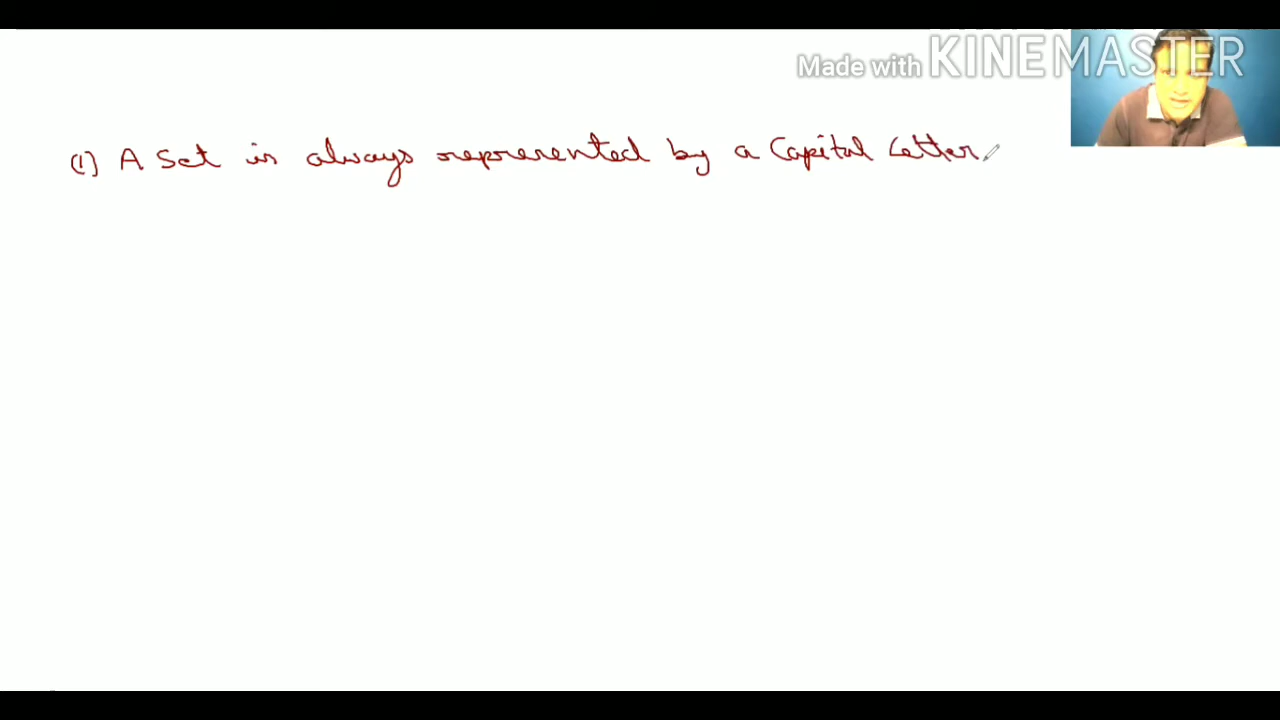 Made with KINEMASTER
(1) A Set is always represented by a Capital Letter